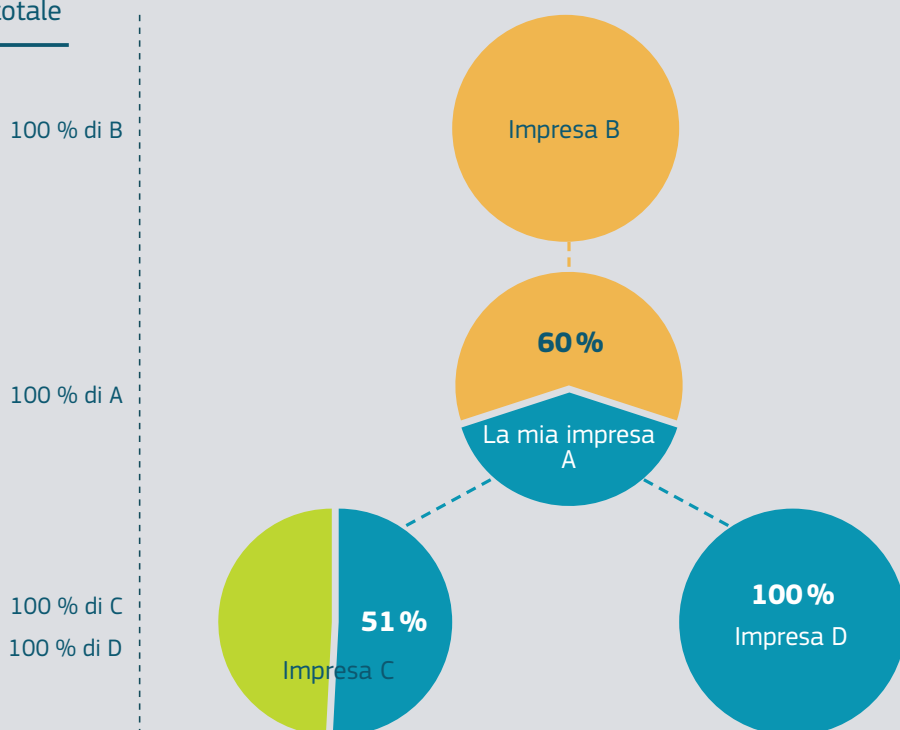 totale
100 % di B
Impresa B
60 %
100 % di A
La mia impresa
A
100 % di C
100 % di D
51 %
Impresa C
100 %
Impresa D